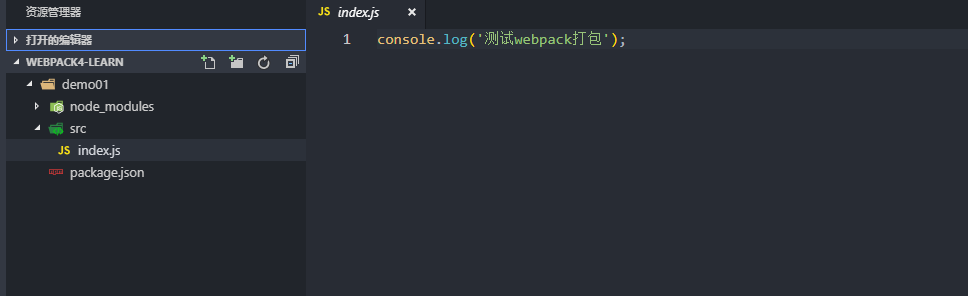 资源管理器
打开的编辑器
WEBPACK4-LEARN
demo01
node_modules
src
JS index.js
package.json
JS index.js ×
1 console.log('测试webpack打包');